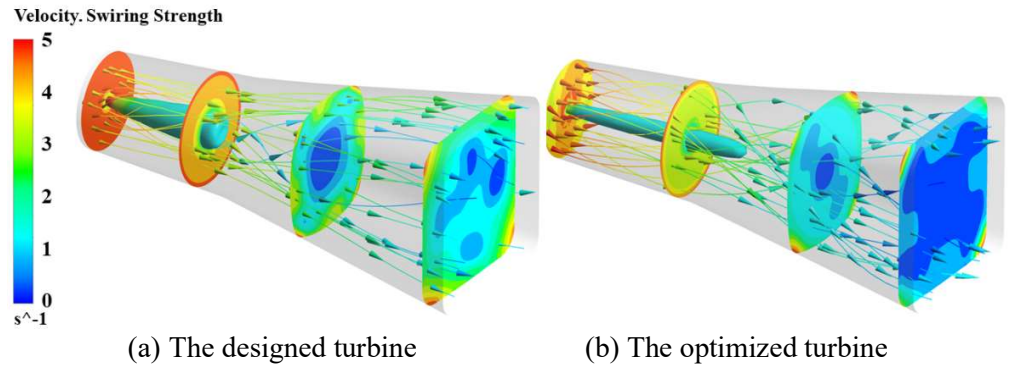 Velocity. Swiring Strength
5
4
3
2
1
0
s^-1
(a) The designed turbine
(b) The optimized turbine